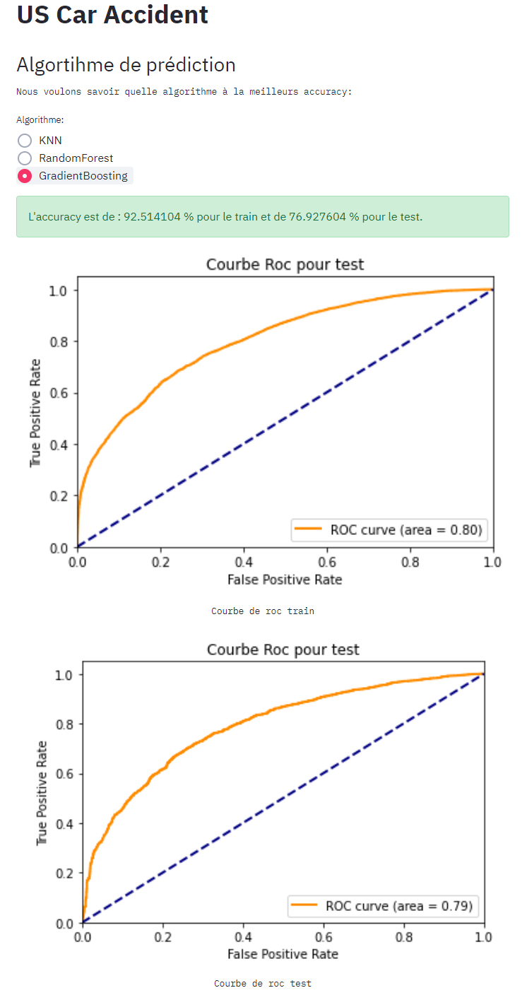 US Car Accident
Algortihme de prédiction
Nous voulons savoir quelle algorithme à la meilleurs accuracy:
Algorithme:
KNN
RandomForest
GradientBoosting
L'accuracy est de : 92.514104 % pour le train et de 76.927604 % pour le test.
Courbe Roc pour test
1.0
0.8
0.6
0.4
0.2
0.0
True Positive Rate
ROC curve (area = 0.80)
0.0 0.2 0.4 0.6 0.8 1.0
False Positive Rate
Courbe de roc train
Courbe Roc pour test
1.0
0.8
0.6
0.4
0.2
0.0
True Positive Rate
ROC curve (area = 0.79)
0.0 0.2 0.4 0.6 0.8 1.0
False Positive Rate
Courbe de roc test